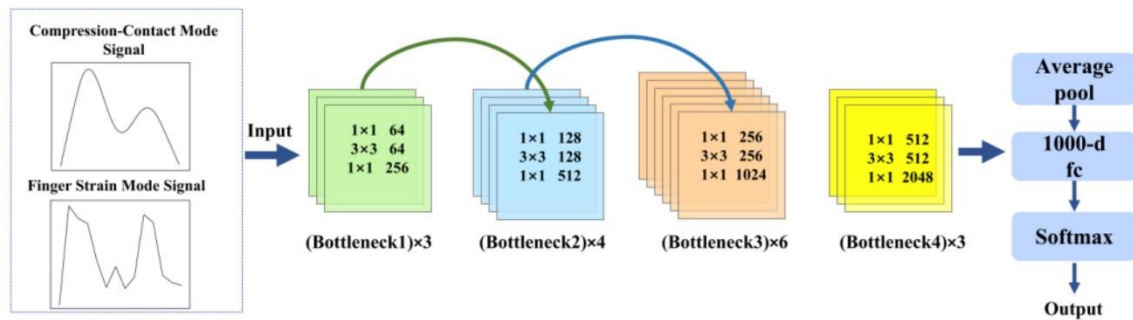 Compression-Contact Mode
Signal
Finger Strain Mode Signal
Input
1×1 64
3×3 64
1×1 256
(Bottleneck1)×3
1×1 128
3×3 128
1×1 512
(Bottleneck2)×4
1×1 256
3×3 256
1×1 1024
(Bottleneck3)×6
1×1 512
3×3 512
1×1 2048
(Bottleneck4)×3
Average
pool
1000-d
fc
Softmax
Output